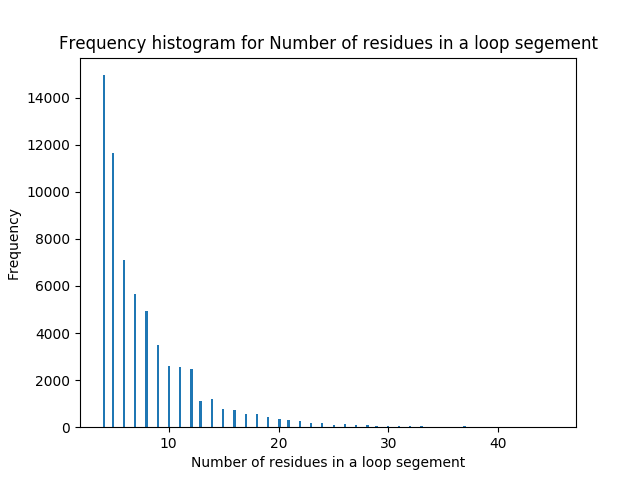 Frequency histogram for Number of residues in a loop segement
14000
12000
10000
8000
6000
4000
2000
0
Frequency
10 20 30 40
Number of residues in a loop segement